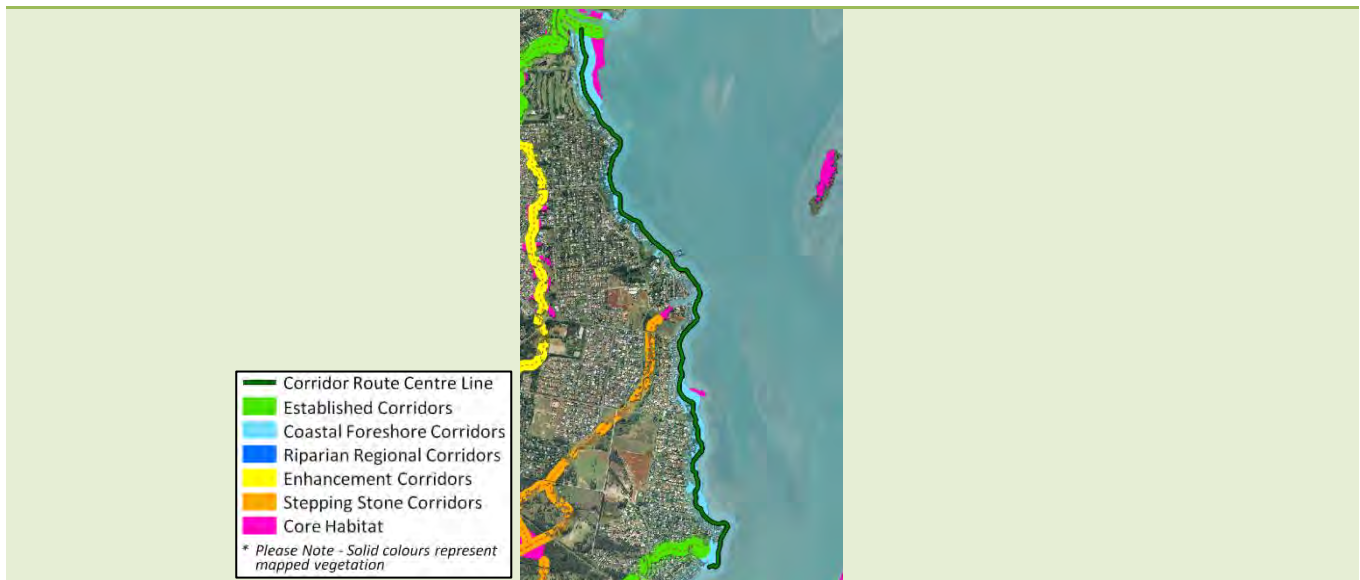 Corridor Route Centre Line
Established Corridors
Coastal Foreshore Corridors
Riparian Regional Corridors
Enhancement Corridors
Stepping Stone Corridors
Core Habitat
* Please Note - Solid colours represent
mapped vegetation